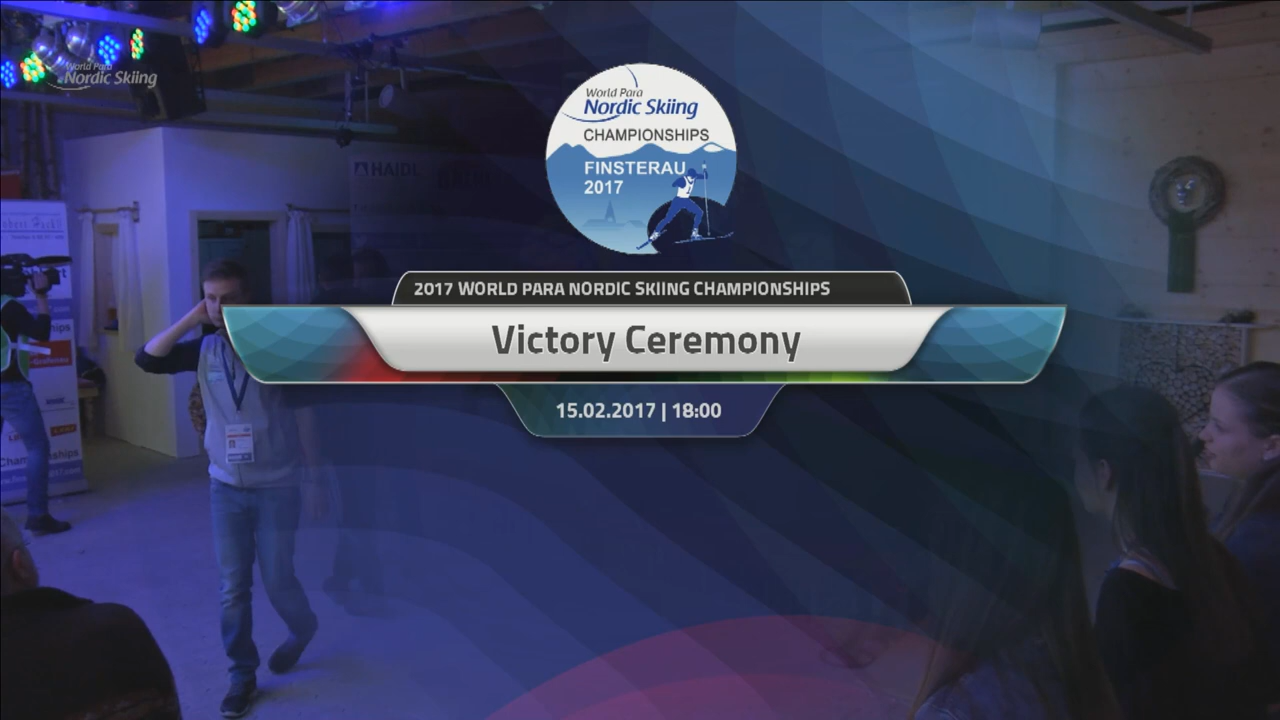 World Para
Nordic Skiing
World Para
Nordic Skiing
CHAMPIONSHIPS
FINSTERAU
2017
HAIDL
2017 WORLD PARA NORDIC SKIING CHAMPIONSHIPS
Victory Ceremony
15.02.2017 | 18:00